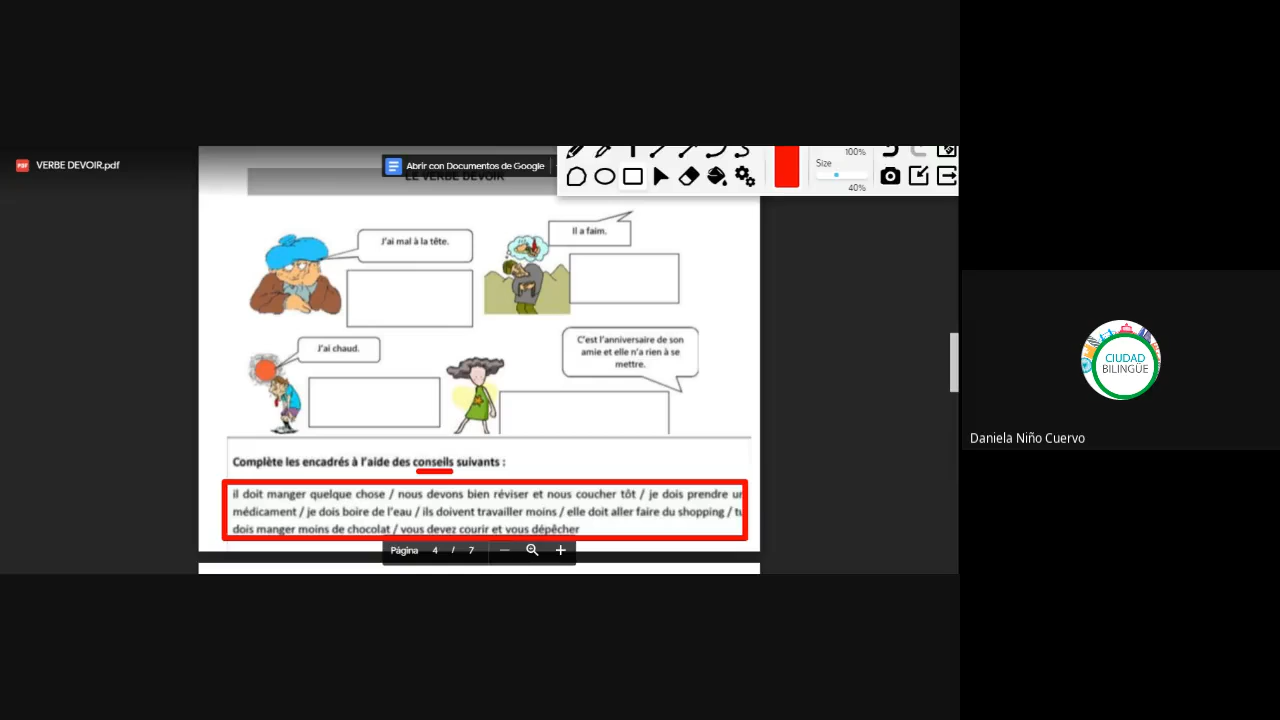 VERBE DEVOIR.pdf
Abrir con Documentos de Google
100%
Size
40%
LE VERBE DEVOIR
J'ai mal à la tête.
Il a faim.
J'ai chaud.
C'est l'anniversaire de son
amie et elle n'a rien à se
mettre.
Complète les encadrés à l'aide des conseils suivants :
il doit manger quelque chose / nous devons bien réviser et nous coucher tôt / je dois prendre un
médicament / je dois boire de l'eau / ils doivent travailler moins / elle doit aller faire du shopping / tu
dois manger moins de chocolat / vous devez courir et vous dépêcher
Página 4 / 7
CIUDAD
BILINGÜE
Daniela Niño Cuervo